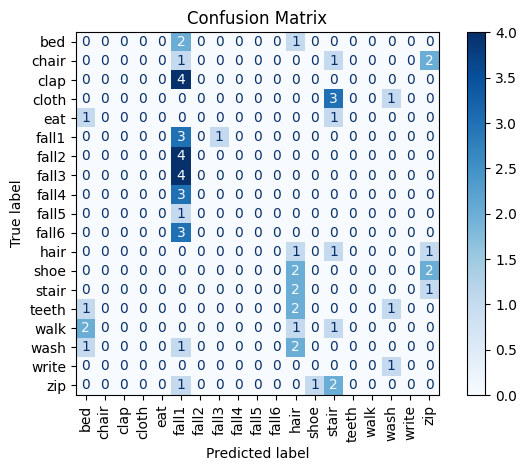 Confusion Matrix
True label
bed 0 0 0 0 0 2 0 0 0 0 0 1 0 0 0 0 0 0 0
chair 0 0 0 0 0 1 0 0 0 0 0 0 0 1 0 0 0 0 2
clap 0 0 0 0 0 4 0 0 0 0 0 0 0 0 0 0 0 0 0
cloth 0 0 0 0 0 0 0 0 0 0 0 0 0 3 0 0 1 0 0
eat 1 0 0 0 0 0 0 0 0 0 0 0 0 1 0 0 0 0 0
fall1 0 0 0 0 0 3 0 1 0 0 0 0 0 0 0 0 0 0 0
fall2 0 0 0 0 0 4 0 0 0 0 0 0 0 0 0 0 0 0 0
fall3 0 0 0 0 0 4 0 0 0 0 0 0 0 0 0 0 0 0 0
fall4 0 0 0 0 0 3 0 0 0 0 0 0 0 0 0 0 0 0 0
fall5 0 0 0 0 0 1 0 0 0 0 0 0 0 0 0 0 0 0 0
fall6 0 0 0 0 0 3 0 0 0 0 0 0 0 0 0 0 0 0 0
hair 0 0 0 0 0 0 0 0 0 0 0 1 0 1 0 0 0 0 1
shoe 0 0 0 0 0 0 0 0 0 0 0 2 0 0 0 0 0 0 2
stair 0 0 0 0 0 0 0 0 0 0 0 2 0 0 0 0 0 0 1
teeth 1 0 0 0 0 0 0 0 0 0 0 2 0 0 0 0 1 0 0
walk 2 0 0 0 0 0 0 0 0 0 0 1 0 1 0 0 0 0 0
wash 1 0 0 0 0 1 0 0 0 0 0 2 0 0 0 0 0 0 0
write 0 0 0 0 0 0 0 0 0 0 0 0 0 0 0 0 1 0 0
zip 0 0 0 0 0 1 0 0 0 0 0 0 1 2 0 0 0 0 0
bed chair clap cloth eat fall1 fall2 fall3 fall4 fall5 fall6 hair shoe stair teeth walk wash write zip
Predicted label
4.0
3.5
3.0
2.5
2.0
1.5
1.0
0.5
0.0